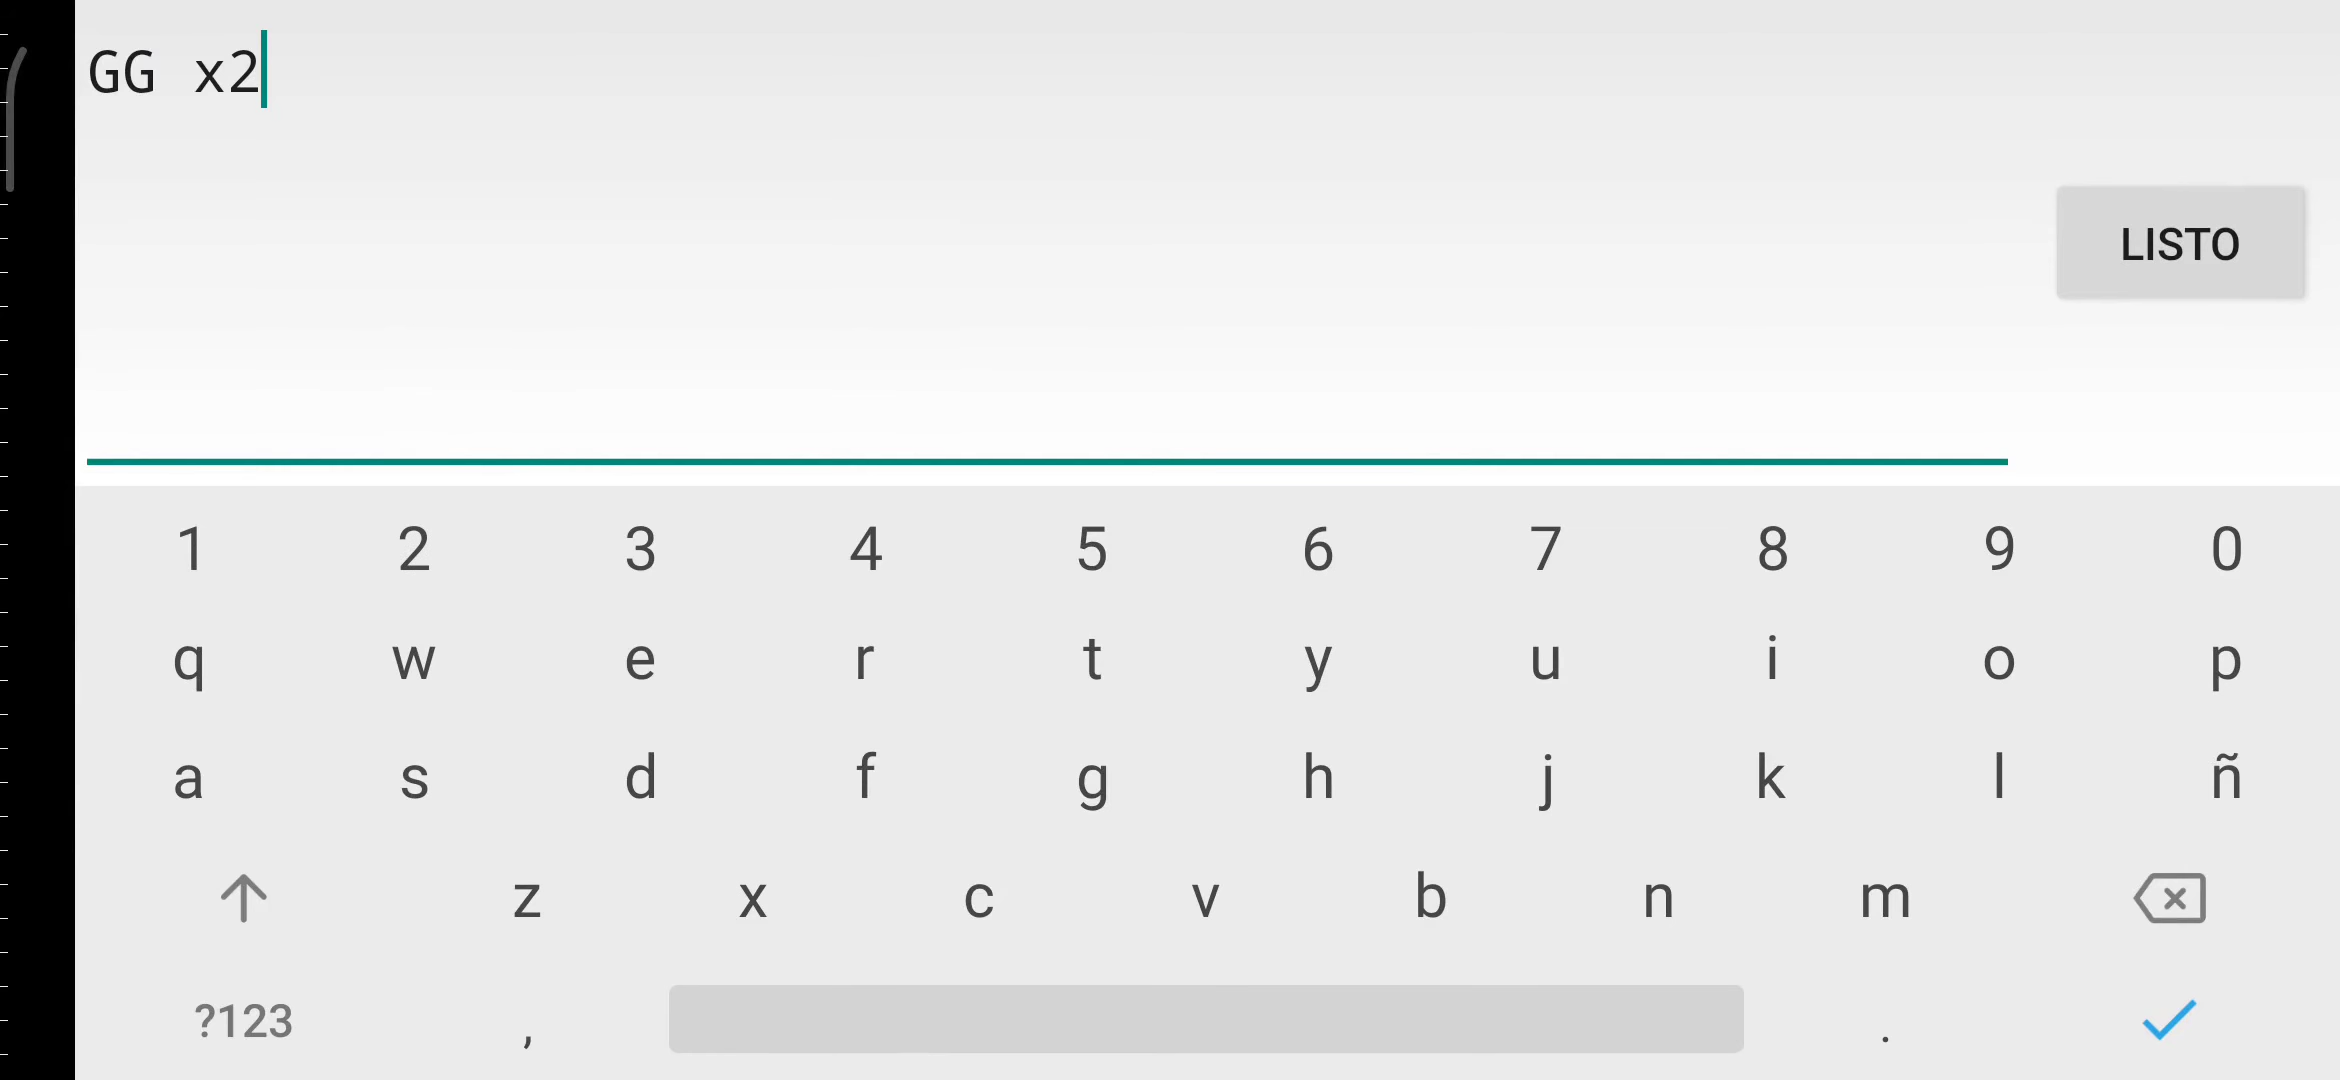 GG x2
LISTO
1 2 3 4 5 6 7 8 9 0
q w e r t y u i o p
a s d f g h j k l ñ
z x c v b n m
?123 , .